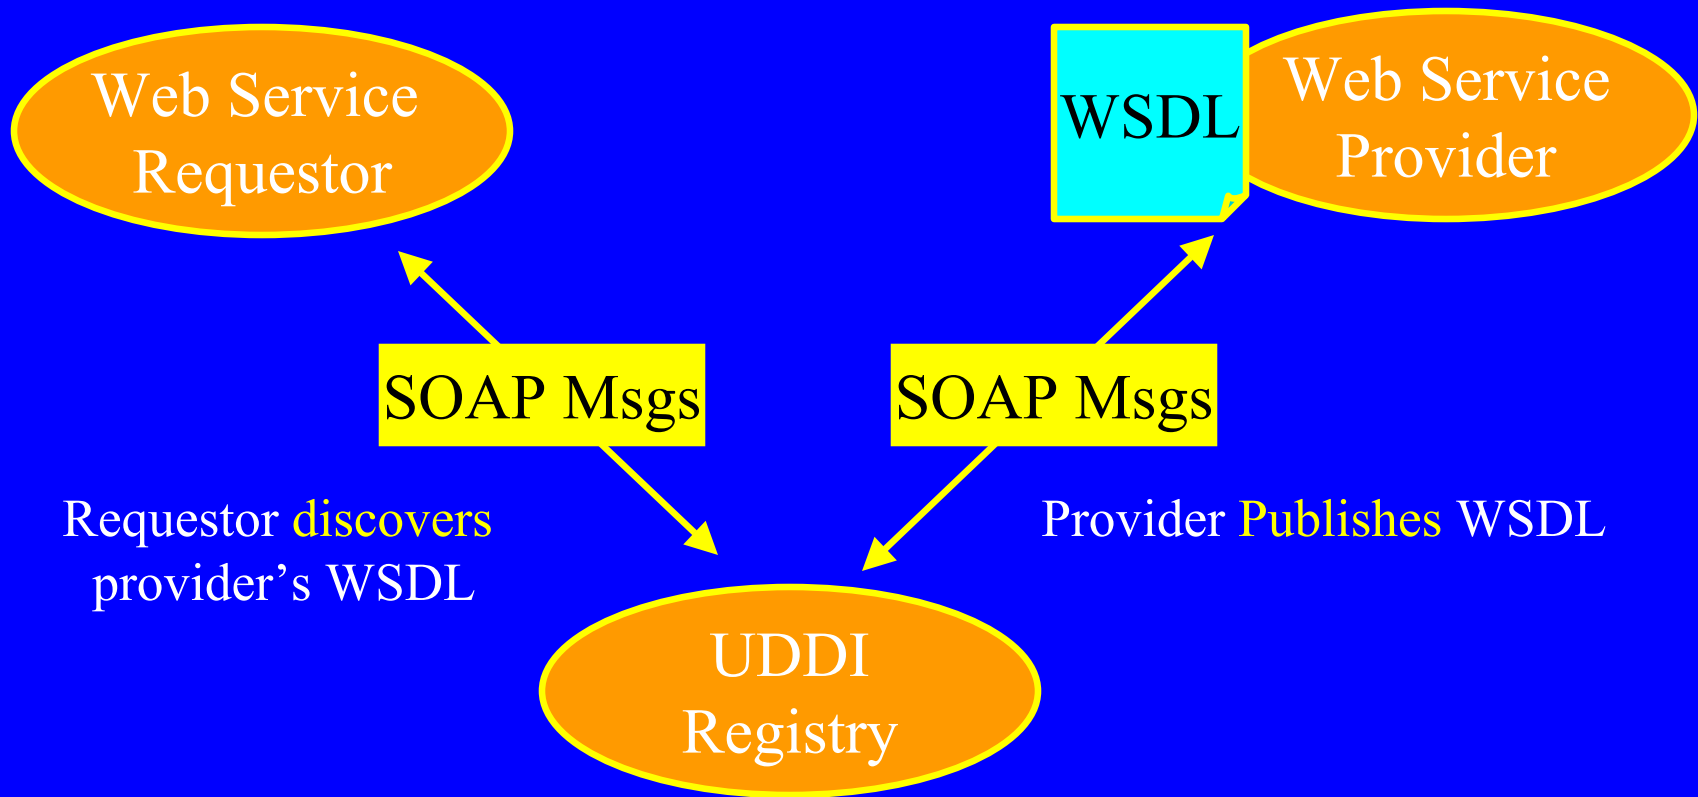 Web Service
Requestor
WSDL
Web Service
Provider
SOAP Msgs
SOAP Msgs
Requestor discovers
provider’s WSDL
Provider Publishes WSDL
UDDI
Registry